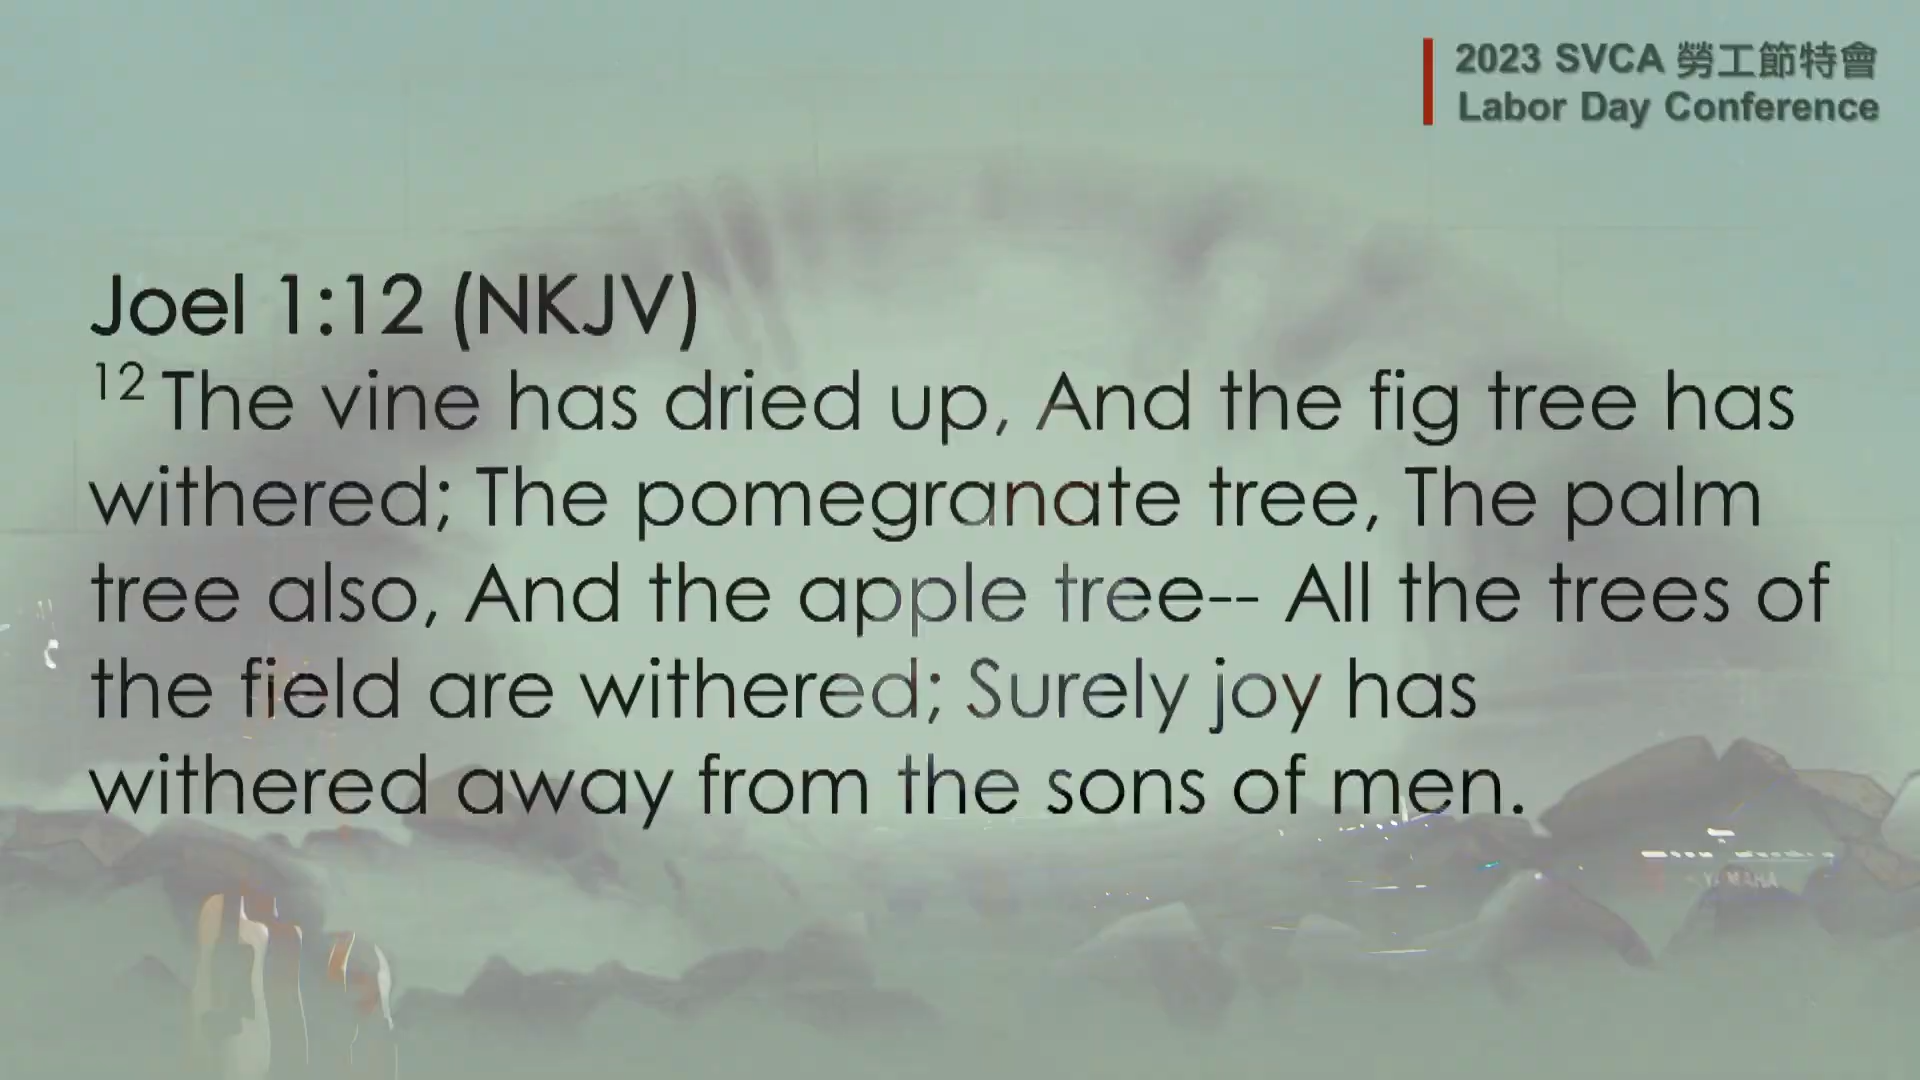 2023 SVCA 勞工節特會
Labor Day Conference
Joel 1:12 (NKJV)
12 The vine has dried up, And the fig tree has
withered; The pomegranate tree, The palm
tree also, And the apple tree-- All the trees of
the field are withered; Surely joy has
withered away from the sons of men.
YAMAHA